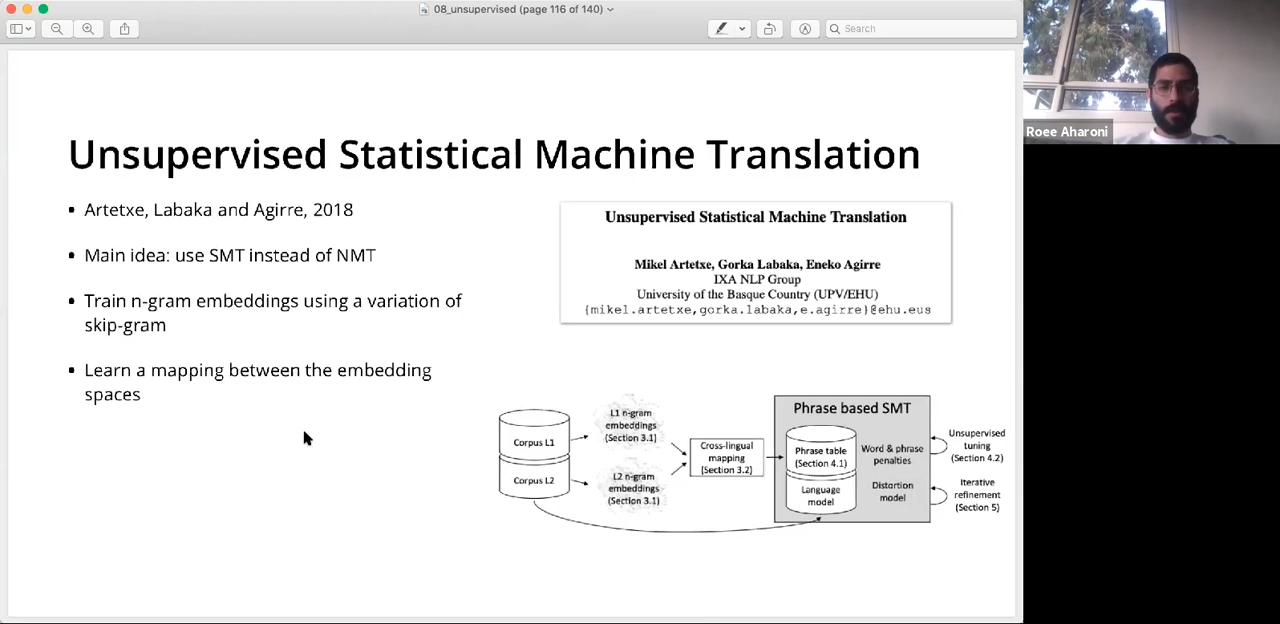 08_unsupervised (page 116 of 140)
Search
Roee Aharoni
Unsupervised Statistical Machine Translation
▪ Artetxe, Labaka and Agirre, 2018
▪ Main idea: use SMT instead of NMT
▪ Train n-gram embeddings using a variation of
skip-gram
▪ Learn a mapping between the embedding
spaces
Unsupervised Statistical Machine Translation
Mikel Artetxe, Gorka Labaka, Eneko Agirre
IXA NLP Group
University of the Basque Country (UPV/EHU)
{mikel.artetxe,gorka.labaka,e.agirre}@ehu.eus
Corpus L1
Corpus L2
L1 n-gram
embeddings
(Section 3.1)
L2 n-gram
embeddings
(Section 3.1)
Cross-lingual
mapping
(Section 3.2)
Phrase based SMT
Phrase table
(Section 4.1)
Language
model
Word & phrase
penalties
Distortion
model
Unsupervised
tuning
(Section 4.2)
Iterative
refinement
(Section 5)